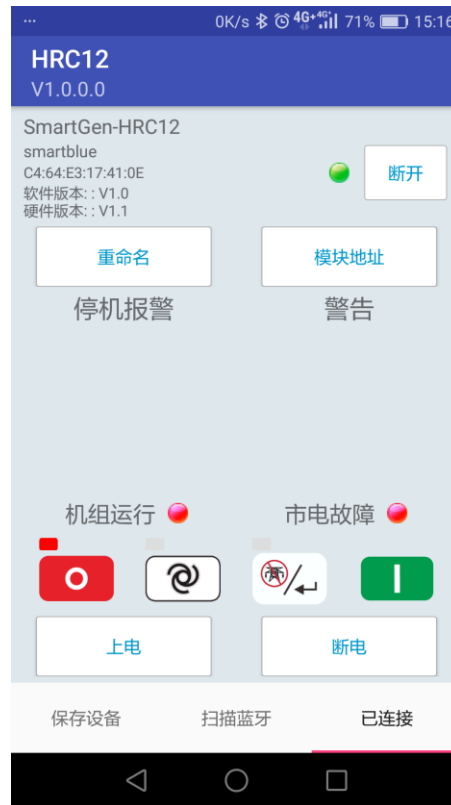 ... 0K/s 4G+ 4G 71% 15:16
HRC12
V1.0.0.0
SmartGen-HRC12
smartblue
C4:64:E3:17:41:0E
断开
软件版本: : V1.0
硬件版本: : V1.1
重命名 模块地址
停机报警 警告
机组运行 市电故障
上电 断电
保存设备 扫描蓝牙 已连接